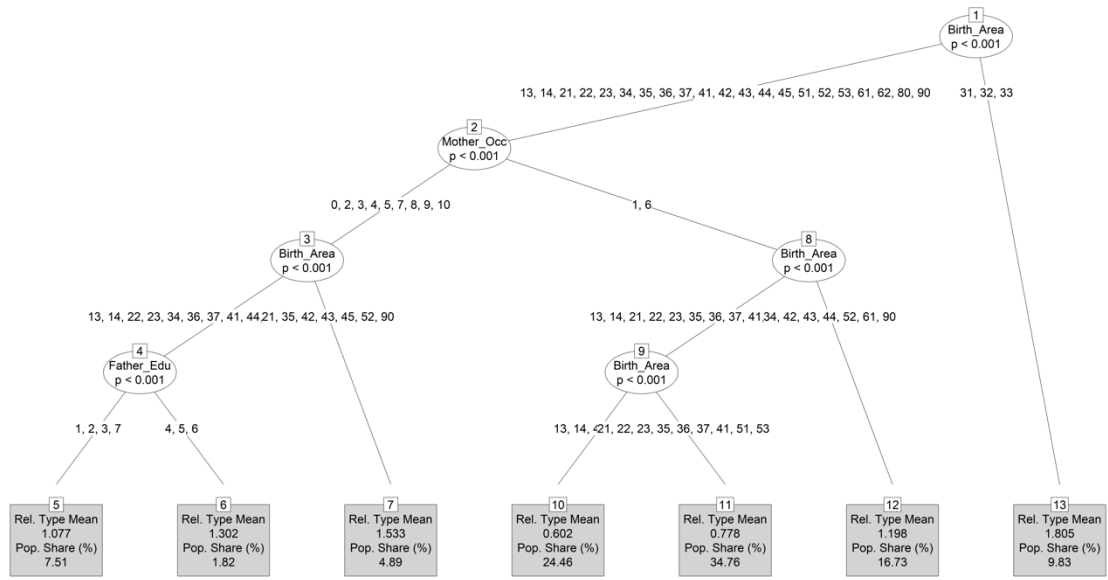 1
Birth_Area
p < 0.001
13, 14, 21, 22, 23, 34, 35, 36, 37, 41, 42, 43, 44, 45, 51, 52, 53, 61, 62, 80, 90
31, 32, 33
2
Mother_Occ
p < 0.001
0, 2, 3, 4, 5, 7, 8, 9, 10
1, 6
3
Birth_Area
p < 0.001
8
Birth_Area
p < 0.001
13, 14, 22, 23, 34, 36, 37, 41, 44,
21, 35, 42, 43, 45, 52, 90
13, 14, 21, 22, 23, 35, 36, 37, 41,
34, 42, 43, 44, 52, 61, 90
4
Father_Edu
p < 0.001
9
Birth_Area
p < 0.001
1, 2, 3, 7
4, 5, 6
13, 14,
21, 22, 23, 35, 36, 37, 41, 51, 53
5
Rel. Type Mean
1.077
Pop. Share (%)
7.51
6
Rel. Type Mean
1.302
Pop. Share (%)
1.82
7
Rel. Type Mean
1.533
Pop. Share (%)
4.89
10
Rel. Type Mean
0.602
Pop. Share (%)
24.46
11
Rel. Type Mean
0.778
Pop. Share (%)
34.76
12
Rel. Type Mean
1.198
Pop. Share (%)
16.73
13
Rel. Type Mean
1.805
Pop. Share (%)
9.83